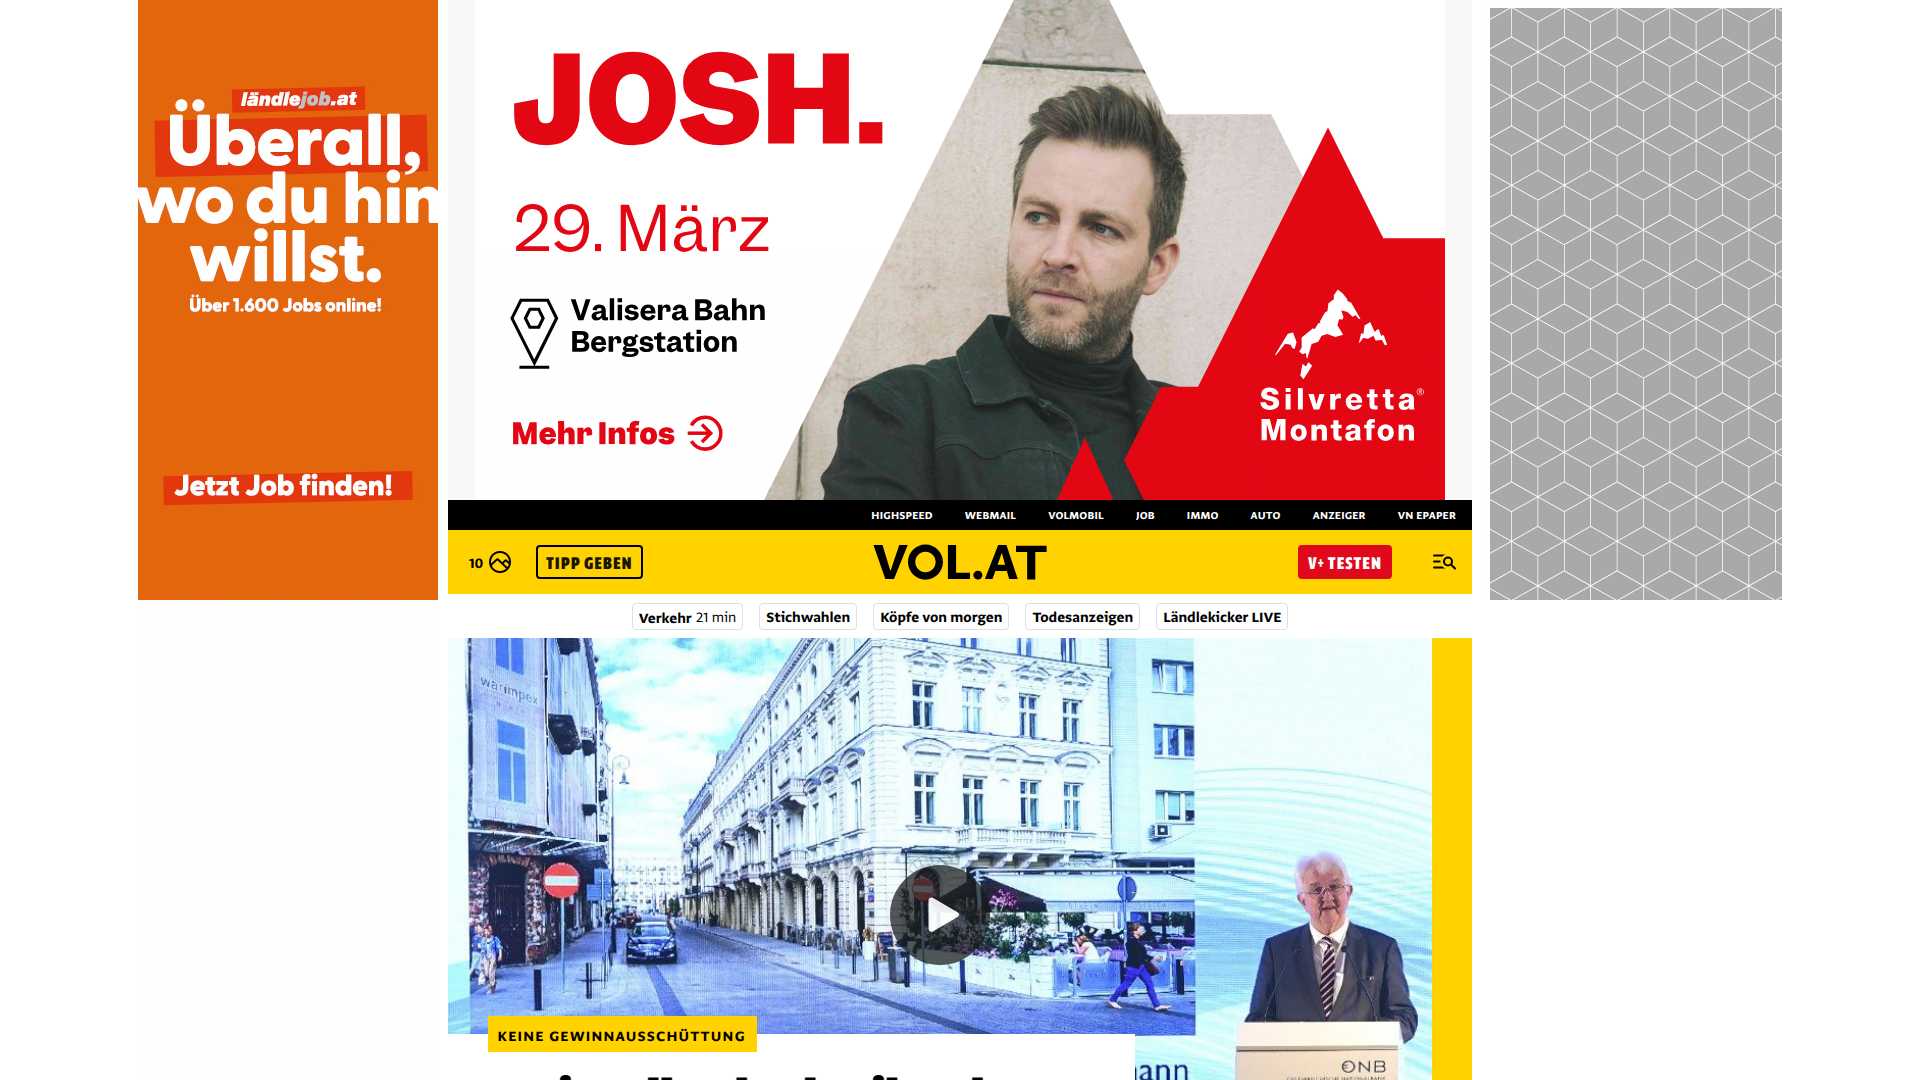 ländlejob.at
Überall,
wo du hin
willst.
Über 1.600 Jobs online!
Jetzt Job finden!
JOSH.
29. März
Valisera Bahn
Bergstation
Mehr Infos
Silvretta®
Montafon
HIGHSPEED WEBMAIL VOLMOBIL JOB IMMO AUTO ANZEIGER VN EPAPER
10 TIPP GEBEN VOL.AT V+ TESTEN
Verkehr 21 min Stichwahlen Köpfe von morgen Todesanzeigen Ländlekicker LIVE
warimpex
KEINE GEWINNAUSSCHÜTTUNG
ONB